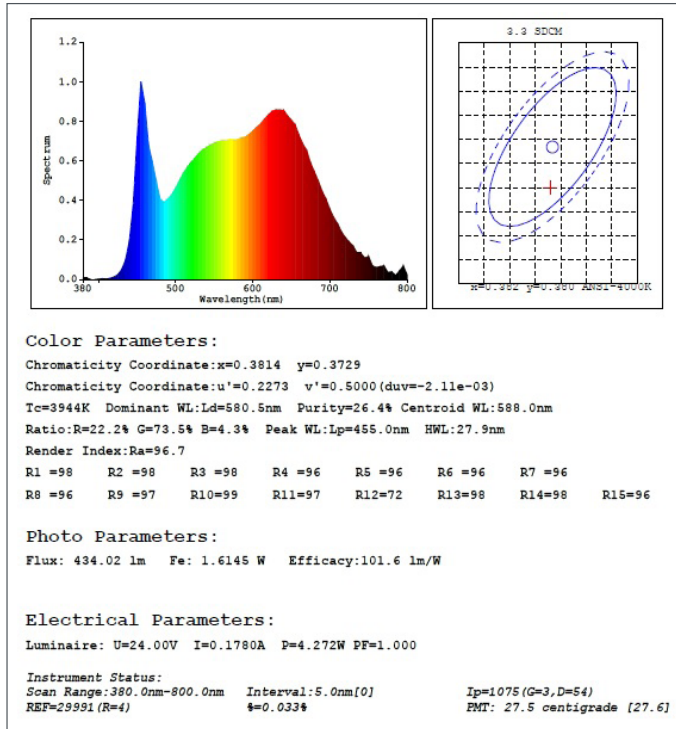 3.3 SDCM
1.2
1.0
0.8
0.6
0.4
0.2
0.0
Spectrum
380 500 600 700 800
Wavelength(nm)
x=0.382 y=0.380 ANSI-4000K
Color Parameters:
Chromaticity Coordinate:x=0.3814 y=0.3729
Chromaticity Coordinate:u'=0.2273 v'=0.5000(duv=-2.11e-03)
Tc=3944K Dominant WL:Ld=580.5nm Purity=26.4% Centroid WL:588.0nm
Ratio:R=22.2% G=73.5% B=4.3% Peak WL:Lp=455.0nm HWL:27.9nm
Render Index:Ra=96.7
R1 =98 R2 =98 R3 =98 R4 =96 R5 =96 R6 =96 R7 =96
R8 =96 R9 =97 R10=99 R11=97 R12=72 R13=98 R14=98 R15=96
Photo Parameters:
Flux: 434.02 lm Fe: 1.6145 W Efficacy:101.6 lm/W
Electrical Parameters:
Luminaire: U=24.00V I=0.1780A P=4.272W PF=1.000
Instrument Status:
Scan Range:380.0nm-800.0nm Interval:5.0nm[0] Ip=1075(G=3,D=54)
REF=29991(R=4) %=0.033% PMT: 27.5 centigrade [27.6]